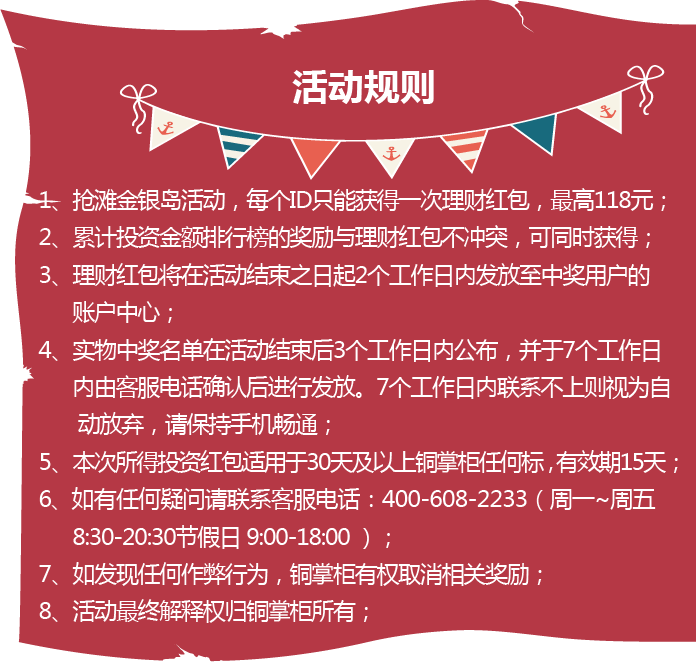 活动规则
1、抢滩金银岛活动，每个ID只能获得一次理财红包，最高118元；
2、累计投资金额排行榜的奖励与理财红包不冲突，可同时获得；
3、理财红包将在活动结束之日起2个工作日内发放至中奖用户的
账户中心；
4、实物中奖名单在活动结束后3个工作日内公布，并于7个工作日
内由客服电话确认后进行发放。7个工作日内联系不上则视为自
动放弃，请保持手机畅通；
5、本次所得投资红包适用于30天及以上铜掌柜任何标，有效期15天；
6、如有任何疑问请联系客服电话：400-608-2233（周一~周五
8:30-20:30节假日 9:00-18:00 ）；
7、如发现任何作弊行为，铜掌柜有权取消相关奖励；
8、活动最终解释权归铜掌柜所有；